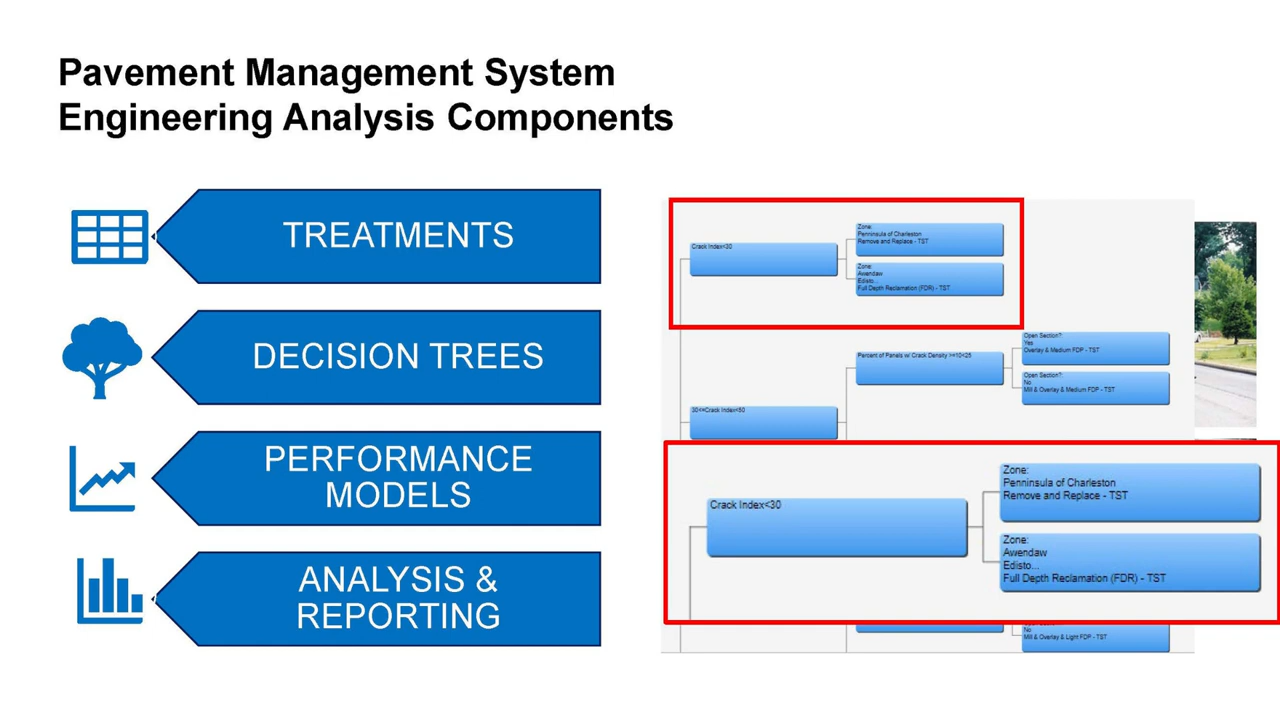 Pavement Management System
Engineering Analysis Components
TREATMENTS
DECISION TREES
PERFORMANCE
MODELS
ANALYSIS &
REPORTING
Crack Index<30
Zone:
Penninsula of Charleston
Remove and Replace - TST
Zone:
Awendaw
Edisto...
Full Depth Reclamation (FDR) - TST
Percent of Panels w/ Crack Density >=10<25
Open Section?
Yes
Overlay & Medium FDP - TST
Open Section?
No
Mill & Overlay & Medium FDP - TST
30<=Crack Index<50
Crack Index<30
Zone:
Penninsula of Charleston
Remove and Replace - TST
Zone:
Awendaw
Edisto...
Full Depth Reclamation (FDR) - TST
No
Mill & Overlay & Light FDP - TST